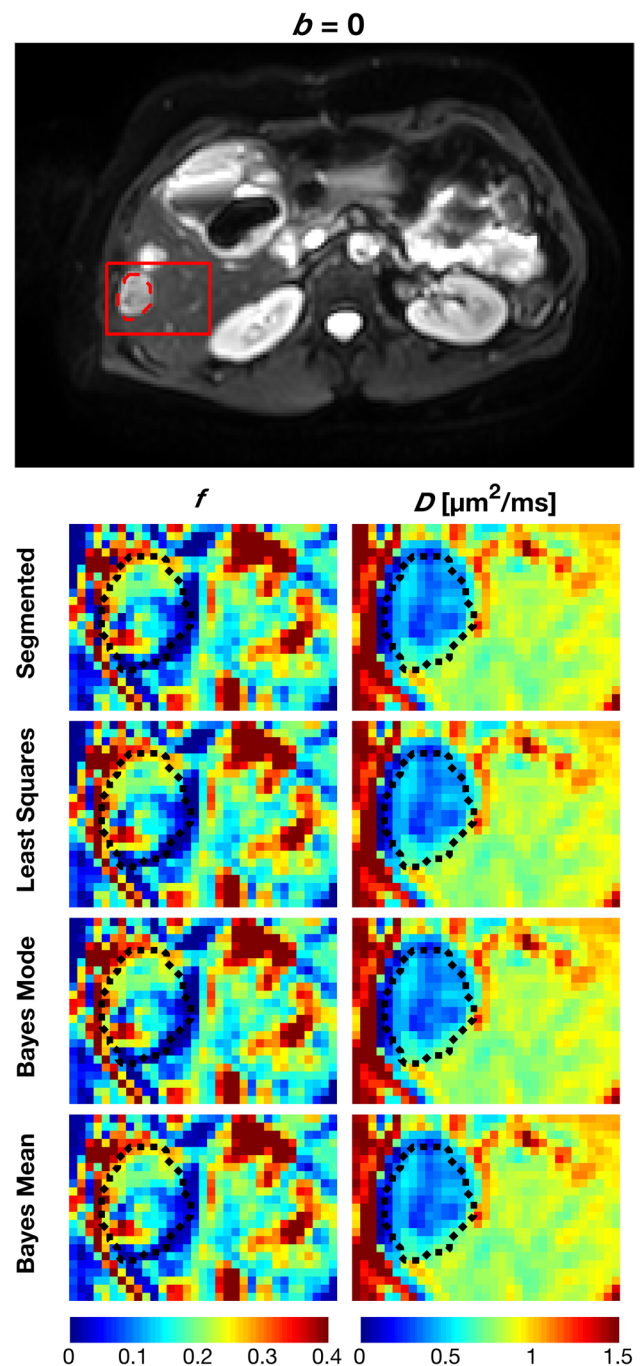 b = 0
f D [µm²/ms]
Segmented
Least Squares
Bayes Mode
Bayes Mean
0 0.1 0.2 0.3 0.4 0 0.5 1 1.5